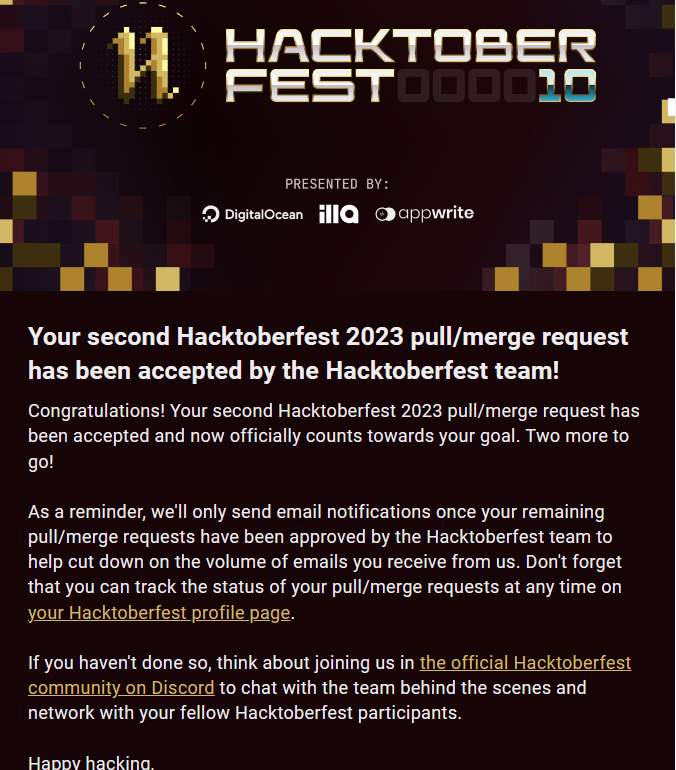 HACKTOBER
FEST000010
PRESENTED BY:
DigitalOcean illa appwrite
Your second Hacktoberfest 2023 pull/merge request
has been accepted by the Hacktoberfest team!
Congratulations! Your second Hacktoberfest 2023 pull/merge request has
been accepted and now officially counts towards your goal. Two more to
go!
As a reminder, we'll only send email notifications once your remaining
pull/merge requests have been approved by the Hacktoberfest team to
help cut down on the volume of emails you receive from us. Don't forget
that you can track the status of your pull/merge requests at any time on
your Hacktoberfest profile page.
If you haven't done so, think about joining us in the official Hacktoberfest
community on Discord to chat with the team behind the scenes and
network with your fellow Hacktoberfest participants.
Happy hacking,